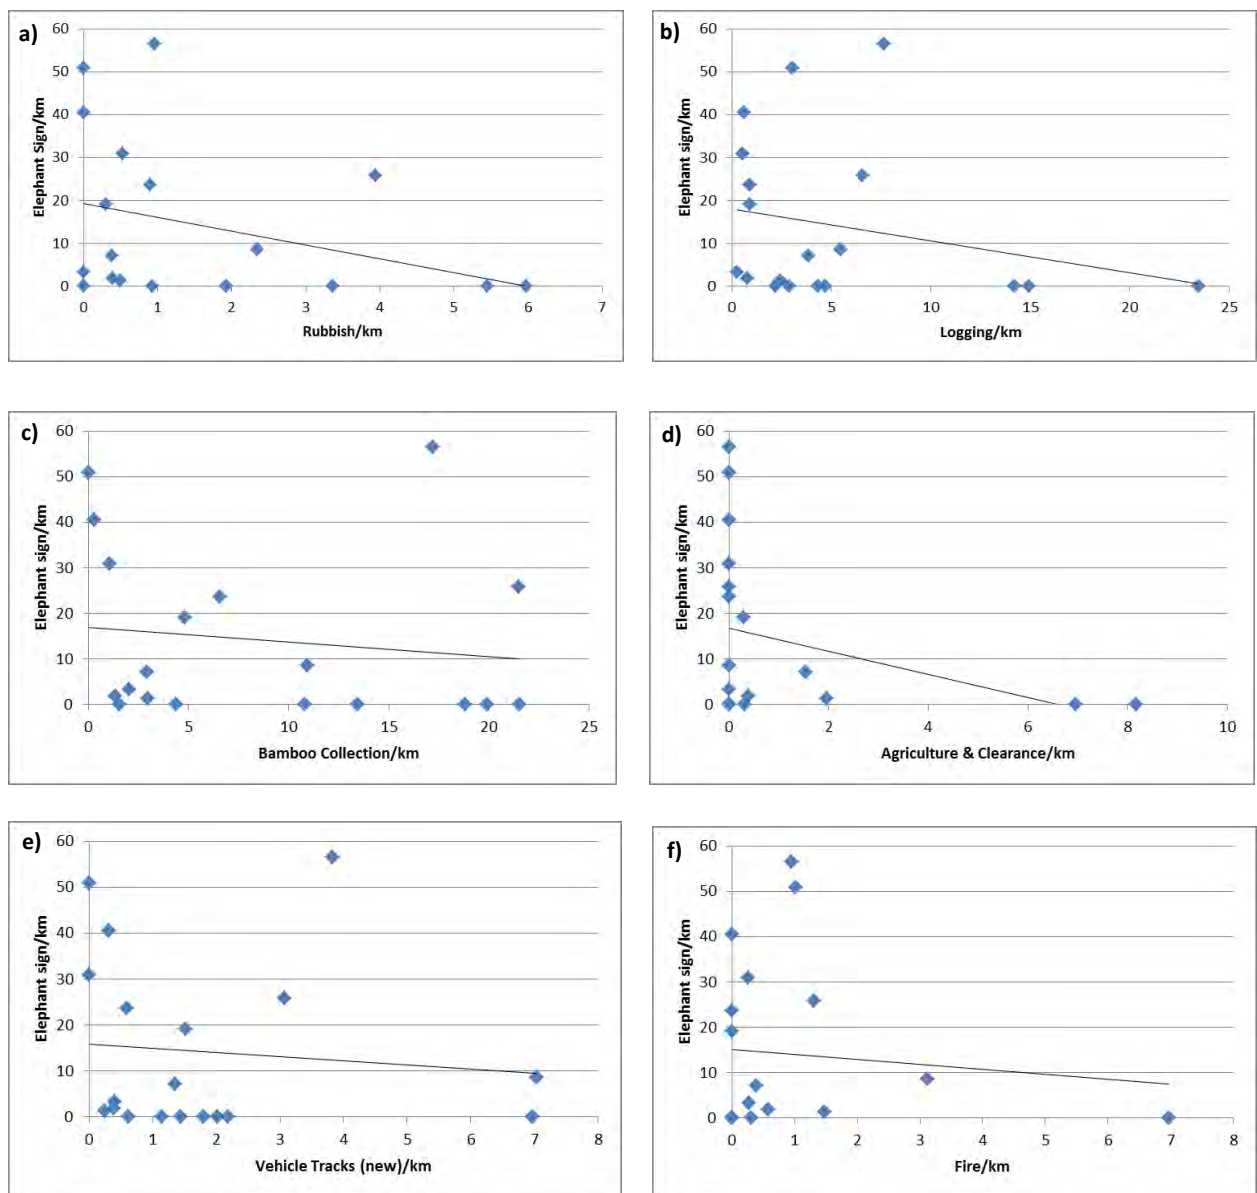 a)
Elephant Sign/km
60
50
40
30
20
10
0
0 1 2 3 4 5 6 7
Rubbish/km
b)
Elephant sign/km
60
50
40
30
20
10
0
0 5 10 15 20 25
Logging/km
c)
Elephant sign/km
60
50
40
30
20
10
0
0 5 10 15 20 25
Bamboo Collection/km
d)
Elephant sign/km
60
50
40
30
20
10
0
0 2 4 6 8 10
Agriculture & Clearance/km
e)
Elephant sign/km
60
50
40
30
20
10
0
0 1 2 3 4 5 6 7 8
Vehicle Tracks (new)/km
f)
Elephant sign/km
60
50
40
30
20
10
0
0 1 2 3 4 5 6 7 8
Fire/km